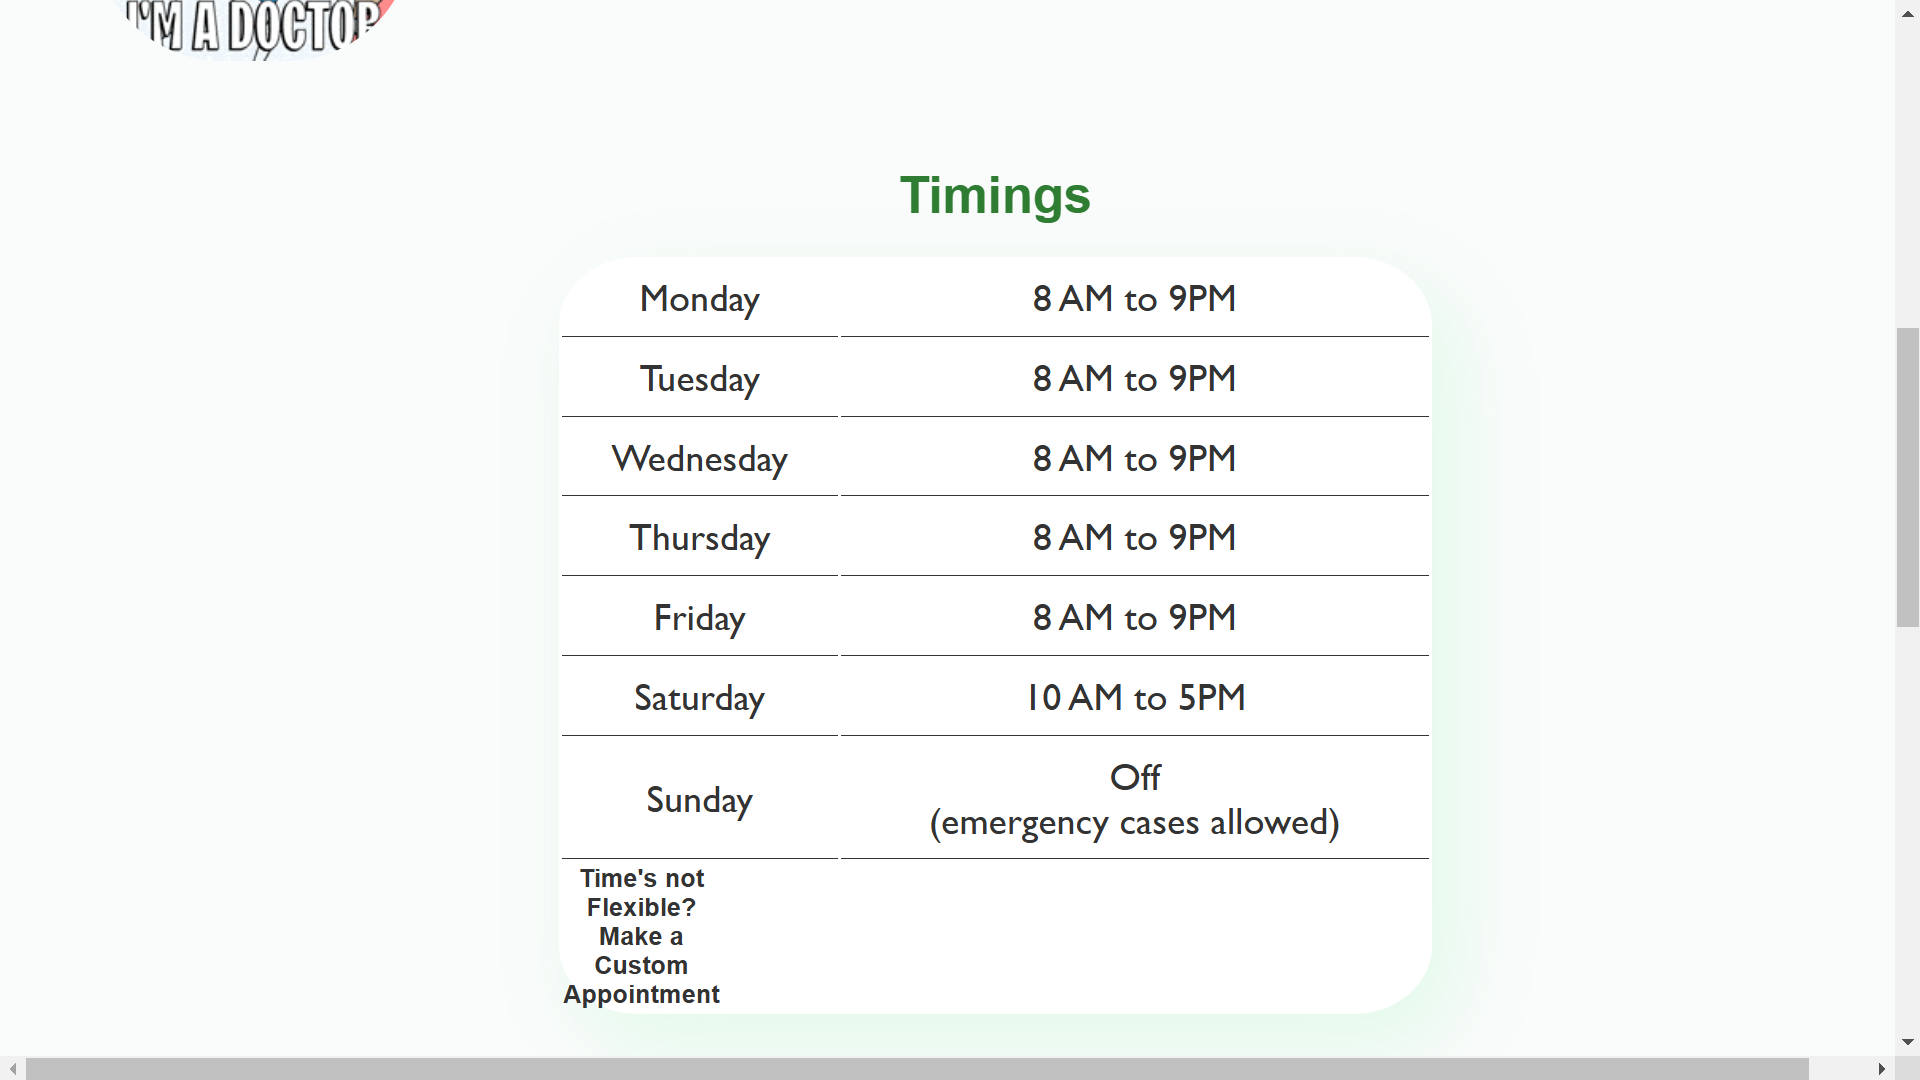 I'M A DOCTOR
Timings
Monday 8 AM to 9PM
Tuesday 8 AM to 9PM
Wednesday 8 AM to 9PM
Thursday 8 AM to 9PM
Friday 8 AM to 9PM
Saturday 10 AM to 5PM
Sunday Off
(emergency cases allowed)
Time's not
Flexible?
Make a
Custom
Appointment